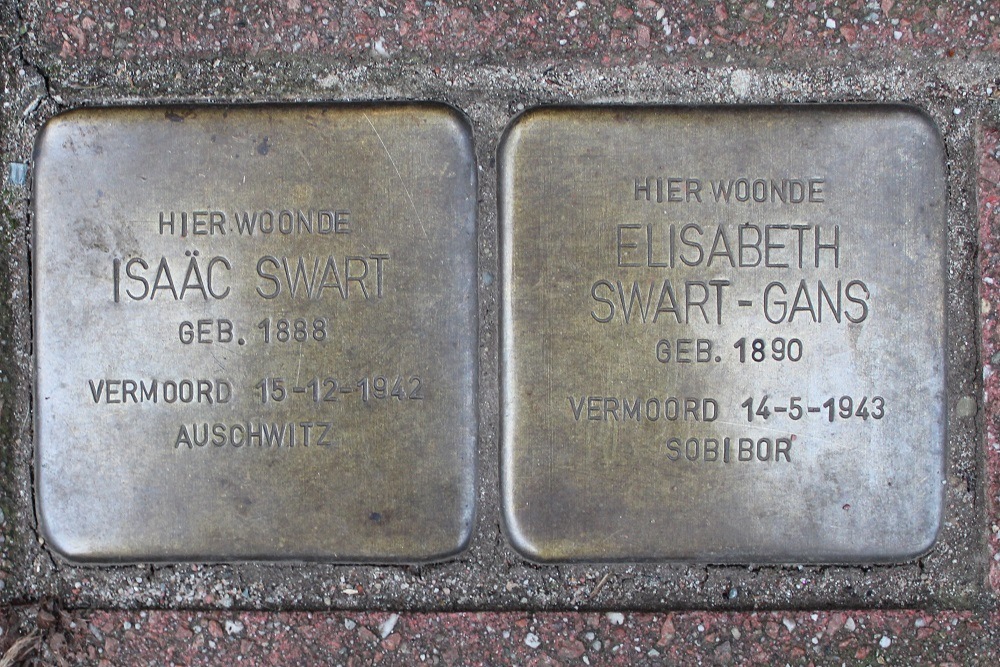 HIER WOONDE
ISAÄC SWART
GEB. 1888
VERMOORD 15-12-1942
AUSCHWITZ
HIER WOONDE
ELISABETH
SWART-GANS
GEB. 1890
VERMOORD 14-5-1943
SOBIBOR